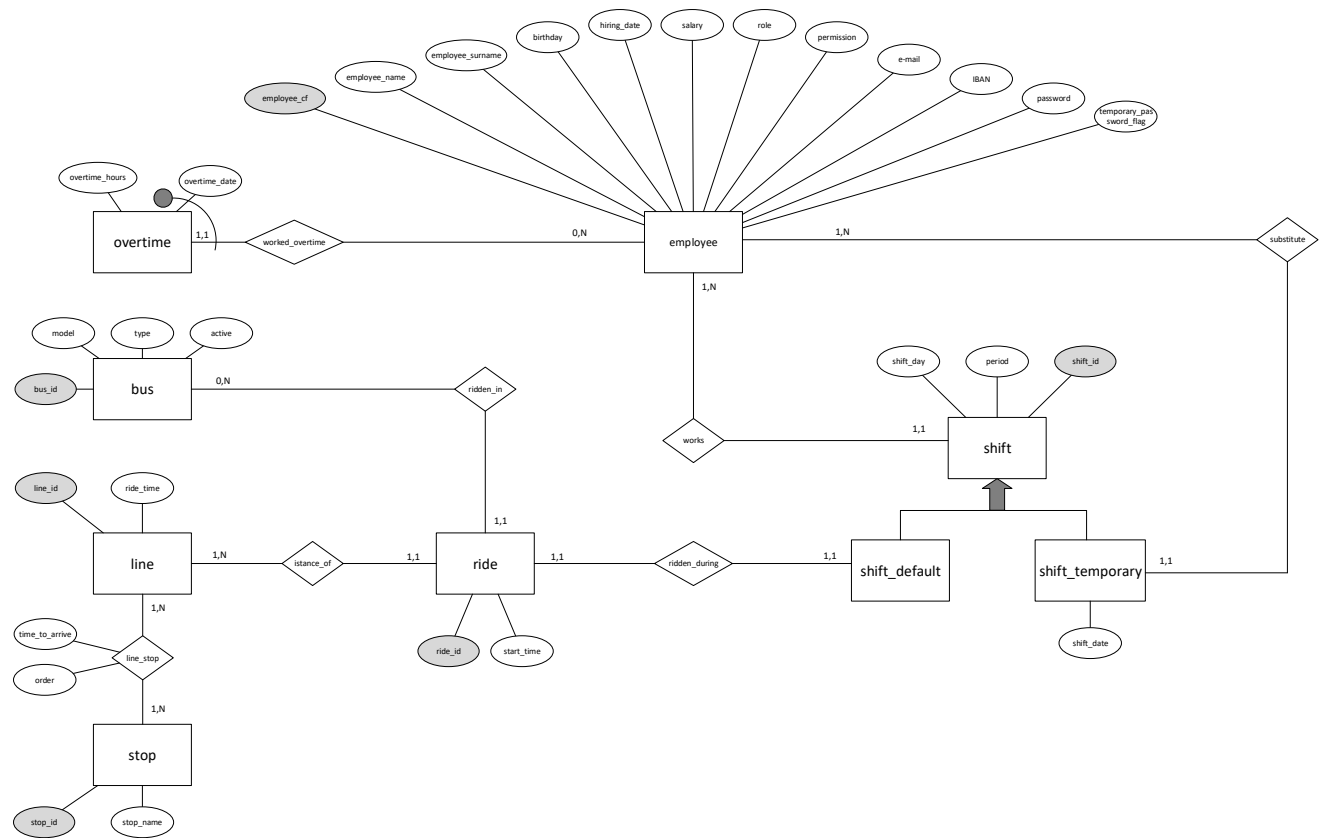 hiring_date
salary
role
birthday
permission
employee_surname
e-mail
employee_name
IBAN
employee_cf
password
temporary_pas
sword_flag
overtime_hours
overtime_date
overtime
1,1
worked_overtime
0,N
employee
1,N
substitute
1,N
model
type
active
bus_id
bus
0,N
ridden_in
shift_day
period
shift_id
works
1,1
shift
line_id
ride_time
1,1
line
1,N
istance_of
1,1
ride
1,1
ridden_during
1,1
shift_default
shift_temporary
1,1
1,N
time_to_arrive
line_stop
order
ride_id
start_time
shift_date
1,N
stop
stop_id
stop_name